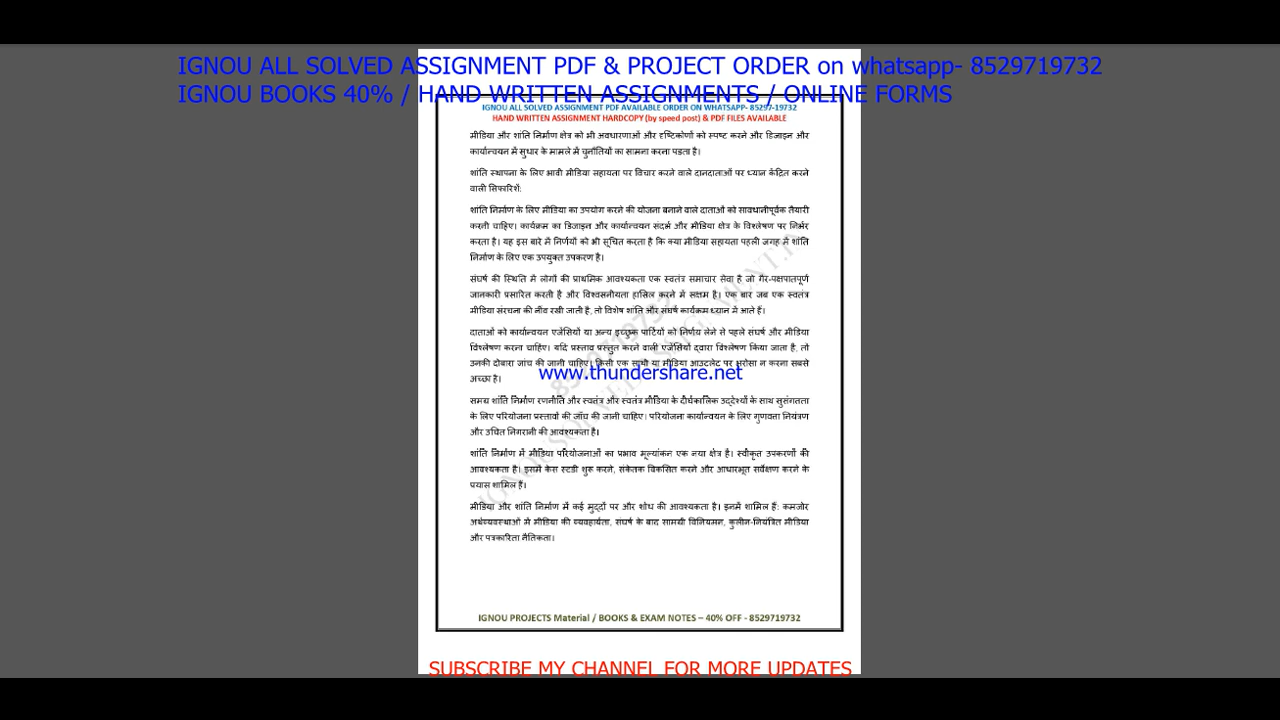 IGNOU ALL SOLVED ASSIGNMENT PDF & PROJECT ORDER on whatsapp- 8529719732
IGNOU BOOKS 40% / HAND WRITTEN ASSIGNMENTS / ONLINE FORMS
IGNOU ALL SOLVED ASSIGNMENT PDF AVAILABLE ORDER ON WHATSAPP- 85297-19732
HAND WRITTEN ASSIGNMENT HARDCOPY (by speed post) & PDF FILES AVAILABLE
मीडिया और शांति निर्माण क्षेत्र को भी अवधारणाओं और दृष्टिकोणों को स्पष्ट करने और डिजाइन और
कार्यान्वयन में सुधार के मामले में चुनौतियों का सामना करना पड़ता है।
शांति स्थापना के लिए भावी मीडिया सहायता पर विचार करने वाले दानदाताओं पर ध्यान केंद्रित करने
वाली सिफारिशें:
शांति निर्माण के लिए मीडिया का उपयोग करने की योजना बनाने वाले दाताओं को सावधानीपूर्वक तैयारी
करनी चाहिए। कार्यक्रम का डिजाइन और कार्यान्वयन संदर्भ और मीडिया क्षेत्र के विश्लेषण पर निर्भर
करता है। यह इस बारे में निर्णयों को भी सूचित करता है कि क्या मीडिया सहायता पहली जगह में शांति
निर्माण के लिए एक उपयुक्त उपकरण है।
संघर्ष की स्थिति में लोगों की प्राथमिक आवश्यकता एक स्वतंत्र समाचार सेवा है जो गैर-पक्षपातपूर्ण
जानकारी प्रसारित करती है और विश्वसनीयता हासिल करने में सक्षम है। एक बार जब एक स्वतंत्र
मीडिया संरचना की नींव रखी जाती है, तो विशेष शांति और संघर्ष कार्यक्रम ध्यान में आते हैं।
दाताओं को कार्यान्वयन एजेंसियों या अन्य इच्छुक पार्टियों को निर्णय लेने से पहले संघर्ष और मीडिया
विश्लेषण करना चाहिए। यदि प्रस्ताव प्रस्तुत करने वाली एजेंसियों द्वारा विश्लेषण किया जाता है, तो
उनकी दोबारा जांच की जानी चाहिए। किसी एक साथी या मीडिया आउटलेट पर भरोसा न करना सबसे
www.thundershare.net
अच्छा है।
समग्र शांति निर्माण रणनीति और स्वतंत्र और स्वतंत्र मीडिया के दीर्घकालिक उद्देश्यों के साथ सुसंगतता
के लिए परियोजना प्रस्तावों की जाँच की जानी चाहिए। परियोजना कार्यान्वयन के लिए गुणवत्ता नियंत्रण
और उचित निगरानी की आवश्यकता है।
शांति निर्माण में मीडिया परियोजनाओं का प्रभाव मूल्यांकन एक नया क्षेत्र है। स्वीकृत उपकरणों की
आवश्यकता है। इसमें केस स्टडी शुरू करने, संकेतक विकसित करने और आधारभूत सर्वेक्षण करने के
प्रयास शामिल हैं।
मीडिया और शांति निर्माण में कई मुद्दों पर और शोध की आवश्यकता है। इनमें शामिल हैं: कमजोर
अर्थव्यवस्थाओं में मीडिया की व्यवहार्यता, संघर्ष के बाद सामग्री विनियमन, कुलीन-नियंत्रित मीडिया
और पत्रकारिता नैतिकता।
IGNOU PROJECTS Material / BOOKS & EXAM NOTES – 40% OFF - 8529719732
SUBSCRIBE MY CHANNEL FOR MORE UPDATES